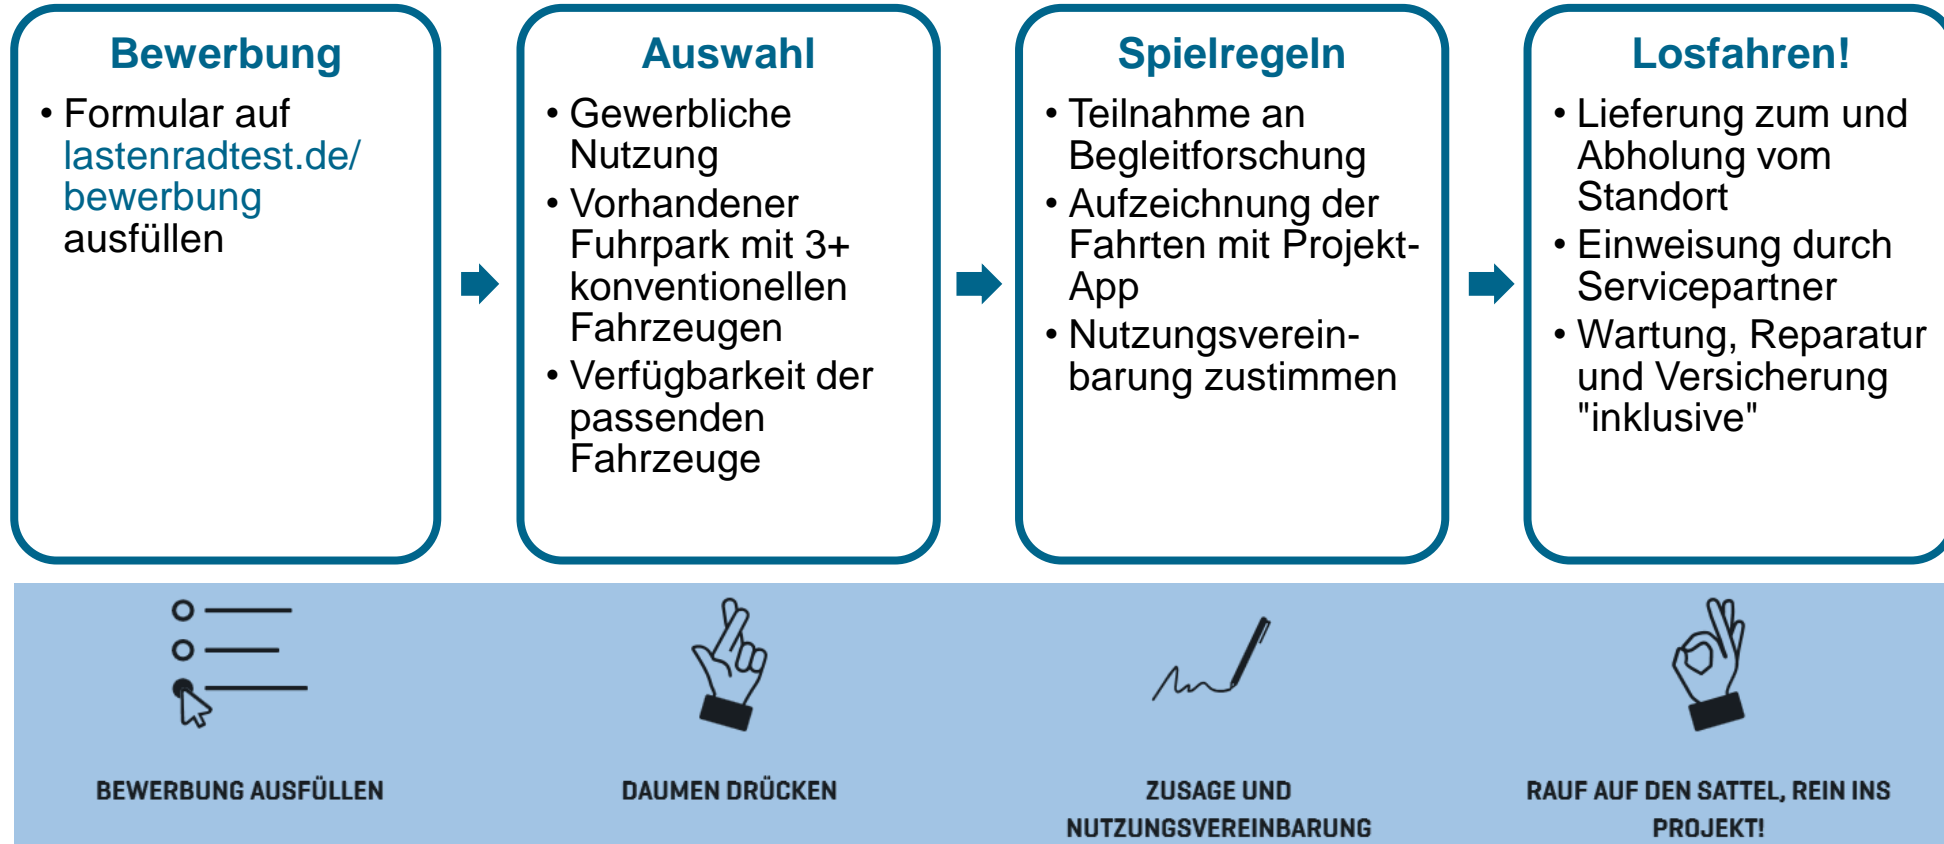 Bewerbung
• Formular auf
lastenradtest.de/
bewerbung
ausfüllen
Auswahl
• Gewerbliche
Nutzung
• Vorhandener
Fuhrpark mit 3+
konventionellen
Fahrzeugen
• Verfügbarkeit der
passenden
Fahrzeuge
Spielregeln
• Teilnahme an
Begleitforschung
• Aufzeichnung der
Fahrten mit Projekt-
App
• Nutzungsverein-
barung zustimmen
Losfahren!
• Lieferung zum und
Abholung vom
Standort
• Einweisung durch
Servicepartner
• Wartung, Reparatur
und Versicherung
"inklusive"
BEWERBUNG AUSFÜLLEN
DAUMEN DRÜCKEN
ZUSAGE UND
NUTZUNGSVEREINBARUNG
RAUF AUF DEN SATTEL, REIN INS
PROJEKT!